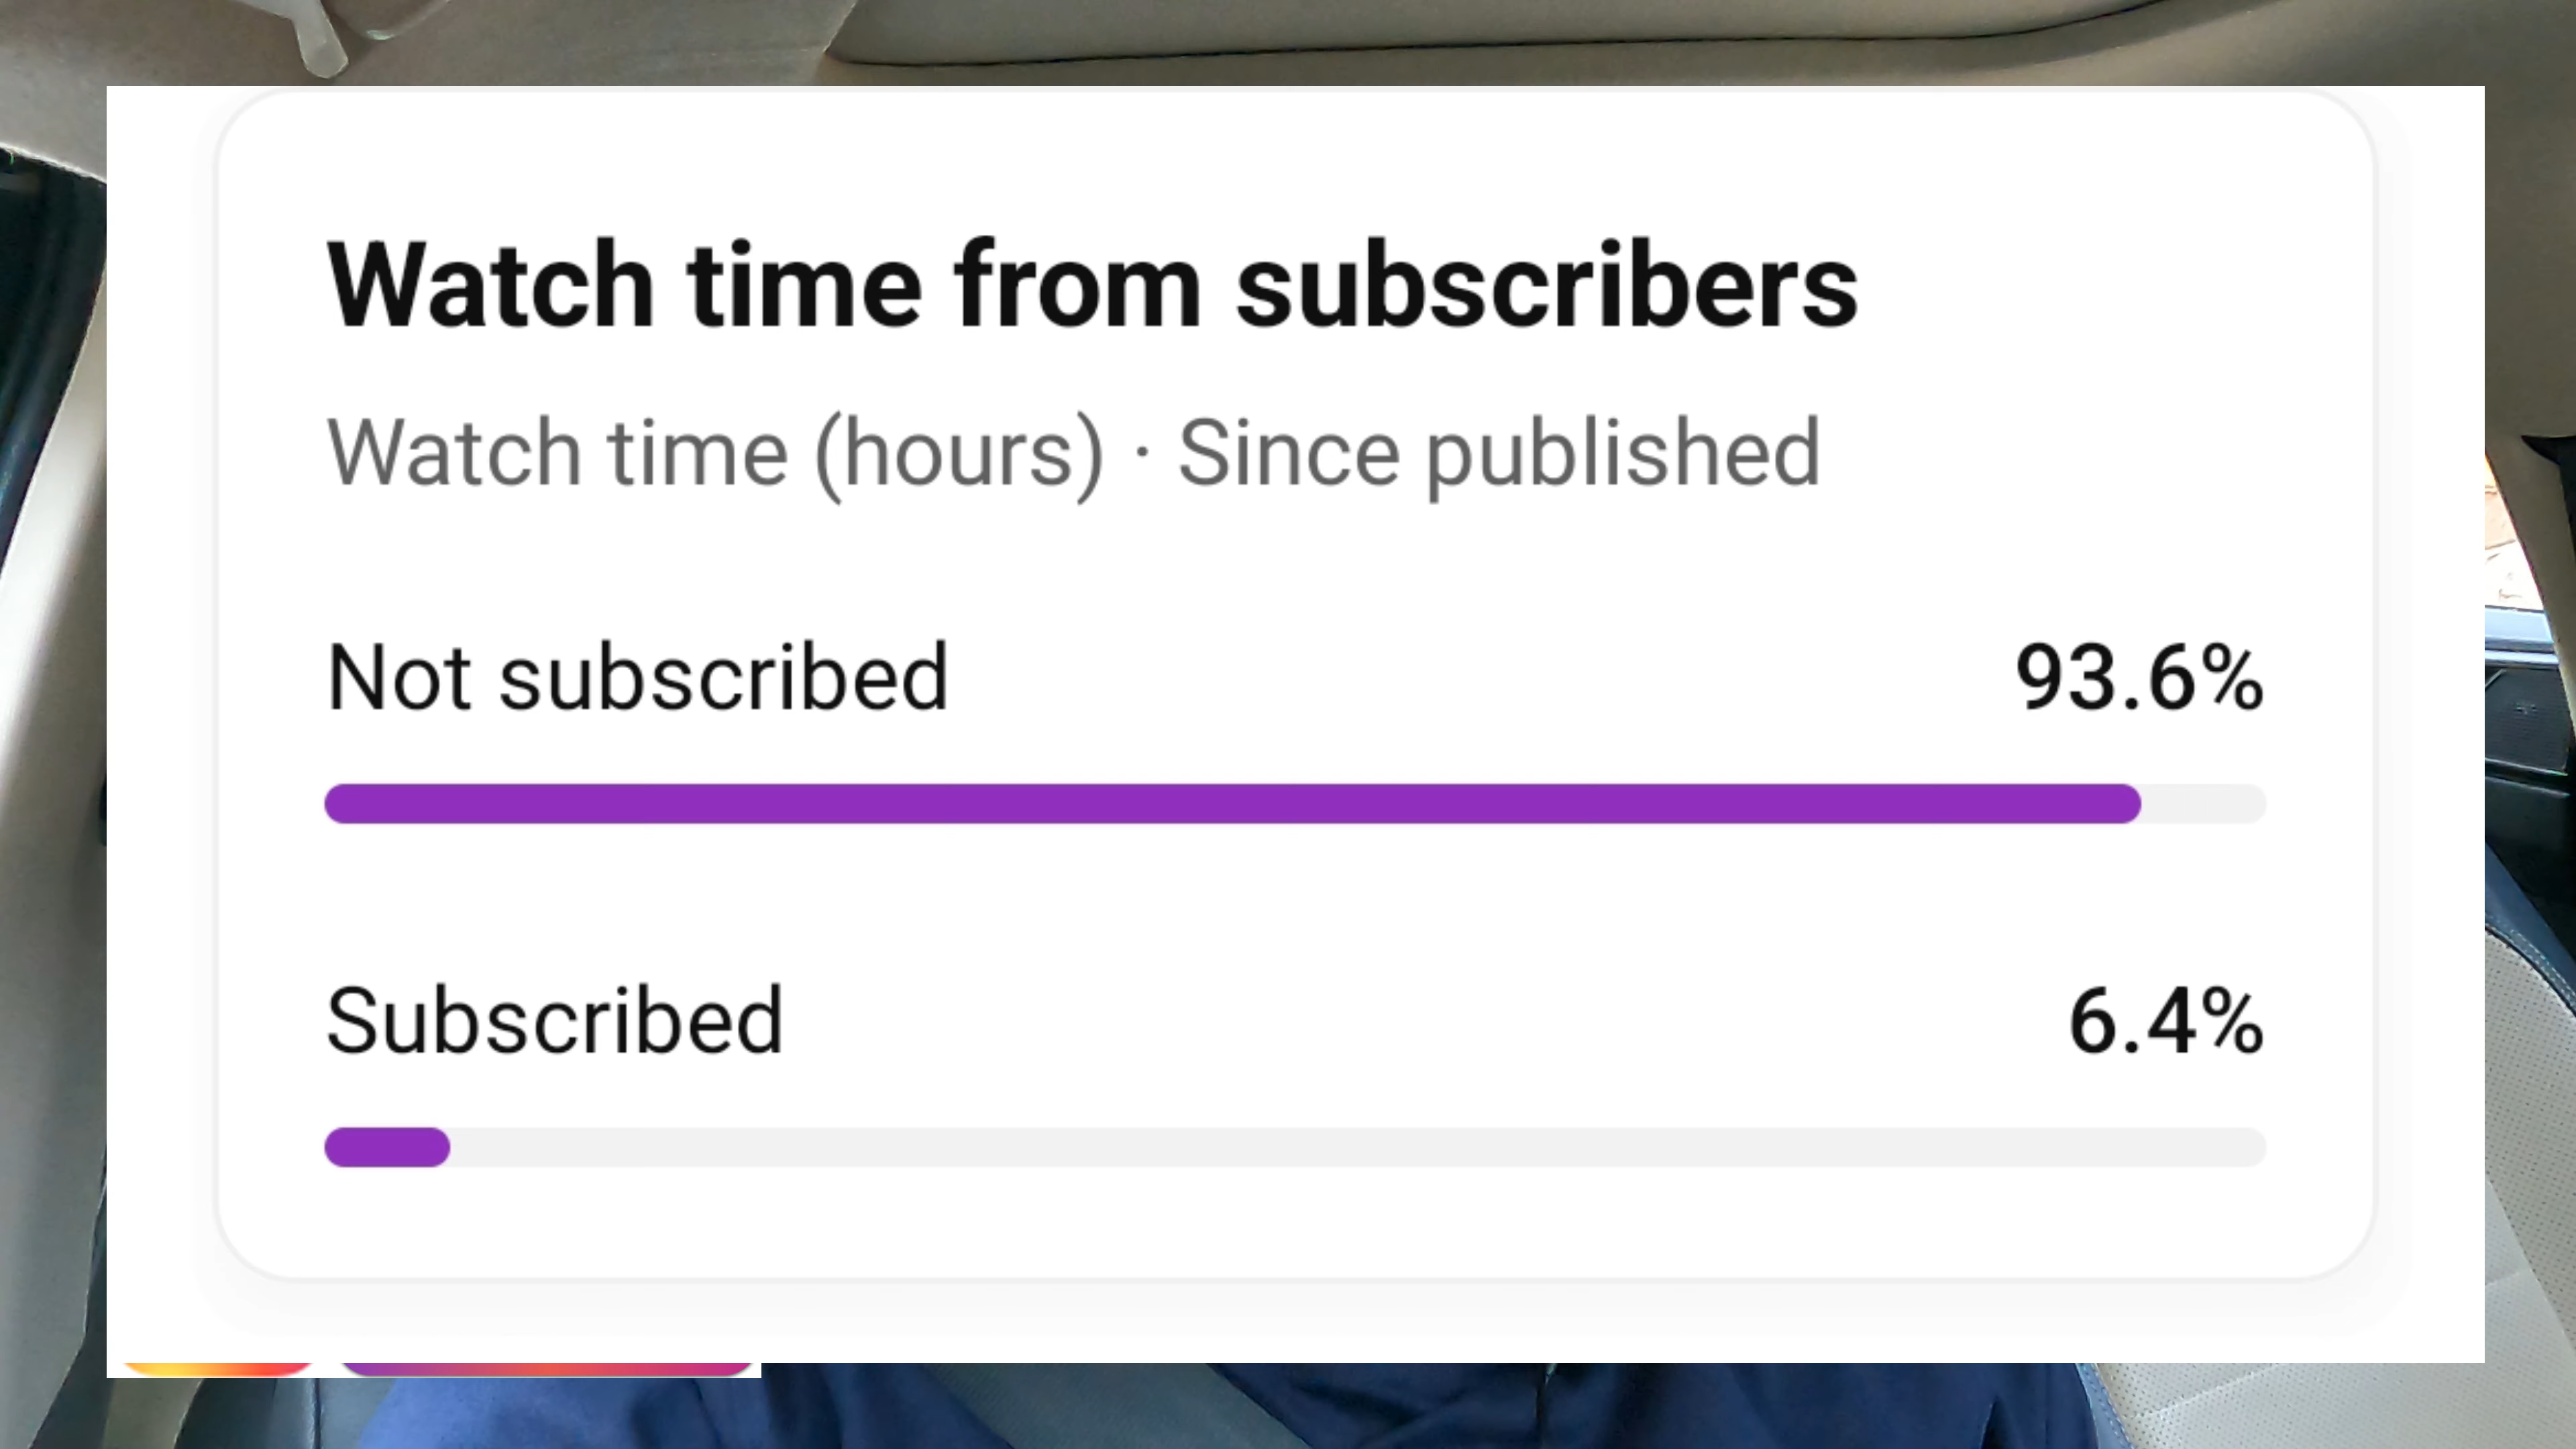 Watch time from subscribers
Watch time (hours) · Since published
Not subscribed 93.6%
Subscribed 6.4%